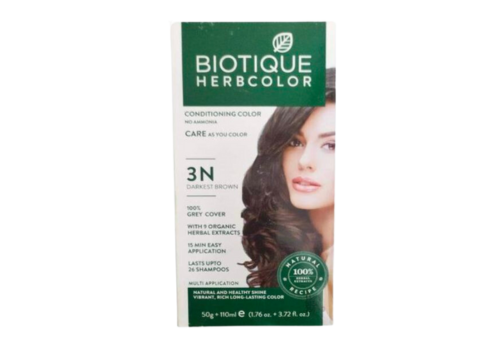 BIOTIQUE
HERBCOLOR
CONDITIONING COLOR
NO AMMONIA
CARE AS YOU COLOR
3N
DARKEST BROWN
100%
GREY COVER
WITH 9 ORGANIC
HERBAL EXTRACTS
15 MIN EASY
APPLICATION
LASTS UPTO
26 SHAMPOOS
MULTI APPLICATION
NATURAL
100%
HERBAL
EXTRACTS
RECIPE
NATURAL AND HEALTHY SHINE
VIBRANT, RICH LONG-LASTING COLOR
50g + 110ml e (1.76 oz. + 3.72 fl. oz.)